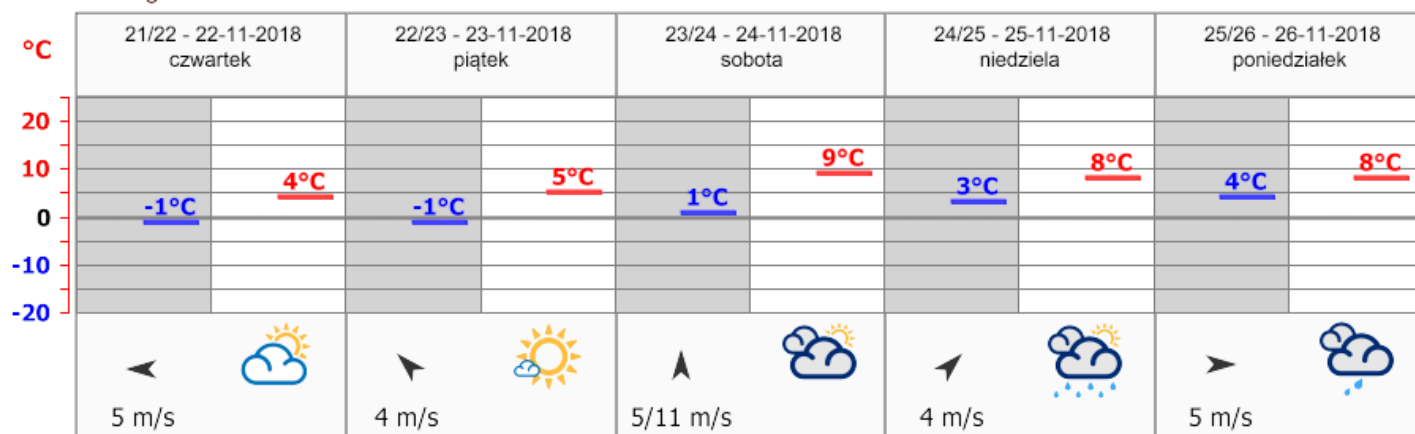 °C
21/22 - 22-11-2018
czwartek
22/23 - 23-11-2018
piątek
23/24 - 24-11-2018
sobota
24/25 - 25-11-2018
niedziela
25/26 - 26-11-2018
poniedziałek
20
10
0
-10
-20
-1°C
4°C
-1°C
5°C
1°C
9°C
3°C
8°C
4°C
8°C
5 m/s
4 m/s
5/11 m/s
4 m/s
5 m/s